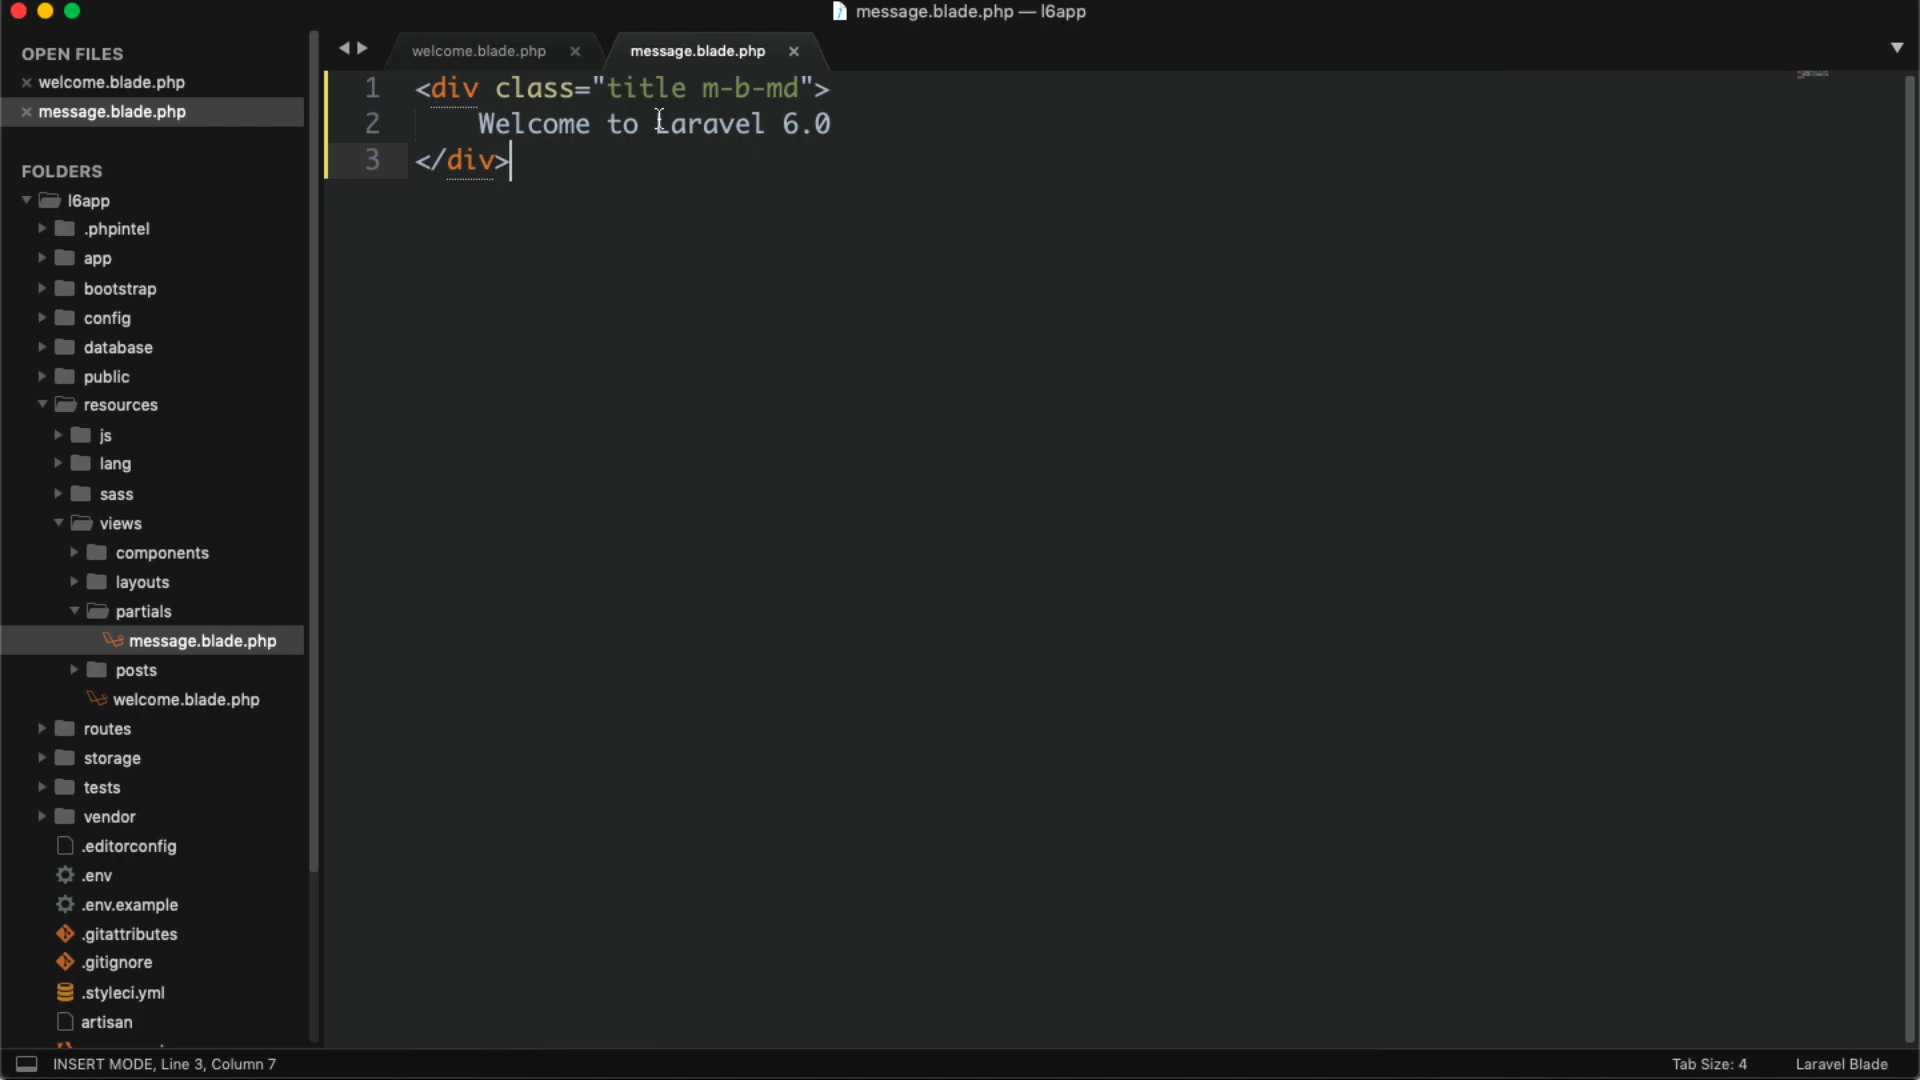 message.blade.php — l6app
OPEN FILES
welcome.blade.php
message.blade.php
FOLDERS
l6app
.phpintel
app
bootstrap
config
database
public
resources
js
lang
sass
views
components
layouts
partials
message.blade.php
posts
welcome.blade.php
routes
storage
tests
vendor
.editorconfig
.env
.env.example
.gitattributes
.gitignore
.styleci.yml
artisan
welcome.blade.php
message.blade.php
1 <div class="title m-b-md">
2 Welcome to Laravel 6.0
3 </div>
INSERT MODE, Line 3, Column 7
Tab Size: 4
Laravel Blade